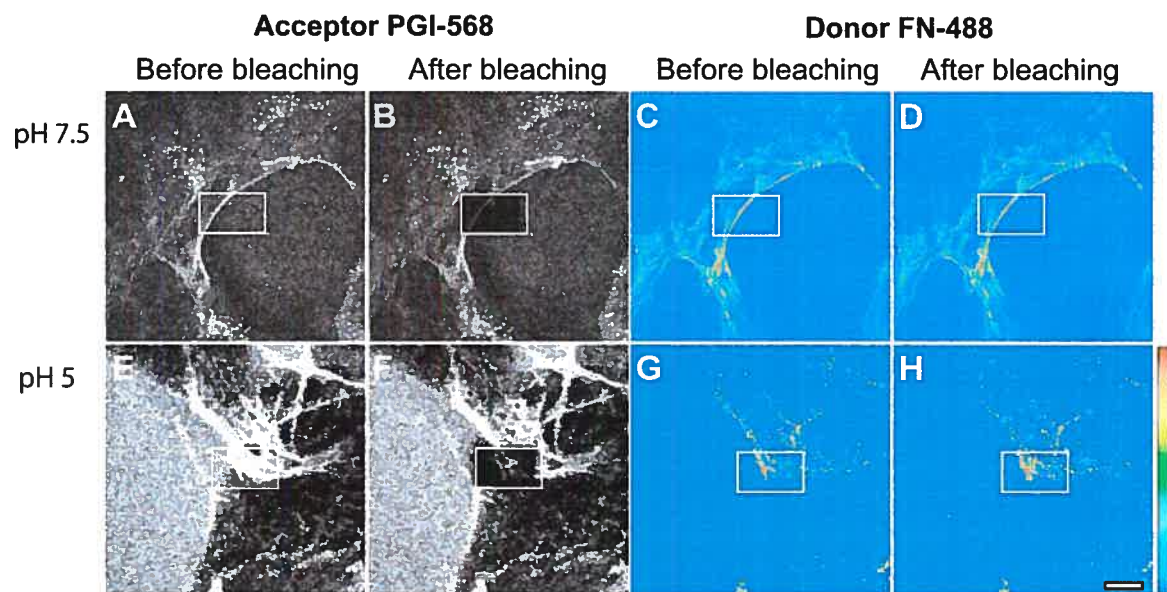 Acceptor PGI-568 Donor FN-488
Before bleaching After bleaching Before bleaching After bleaching
pH 7.5
A B C D
pH 5
E F G H